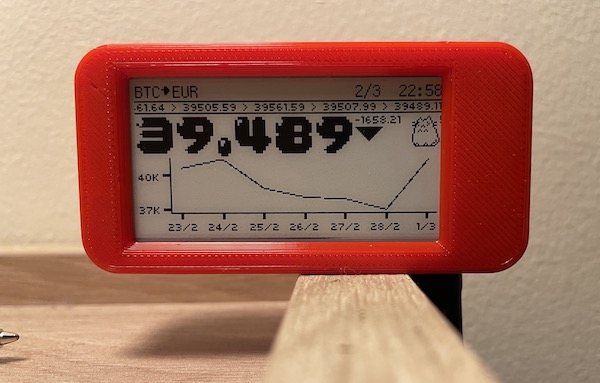 BTC→EUR 2/3 22:58
61.64 > 39505.59 > 39561.59 > 39507.99 > 39489.11
39.489 -1658.21
40K
37K
23/2 24/2 25/2 26/2 27/2 28/2 1/3